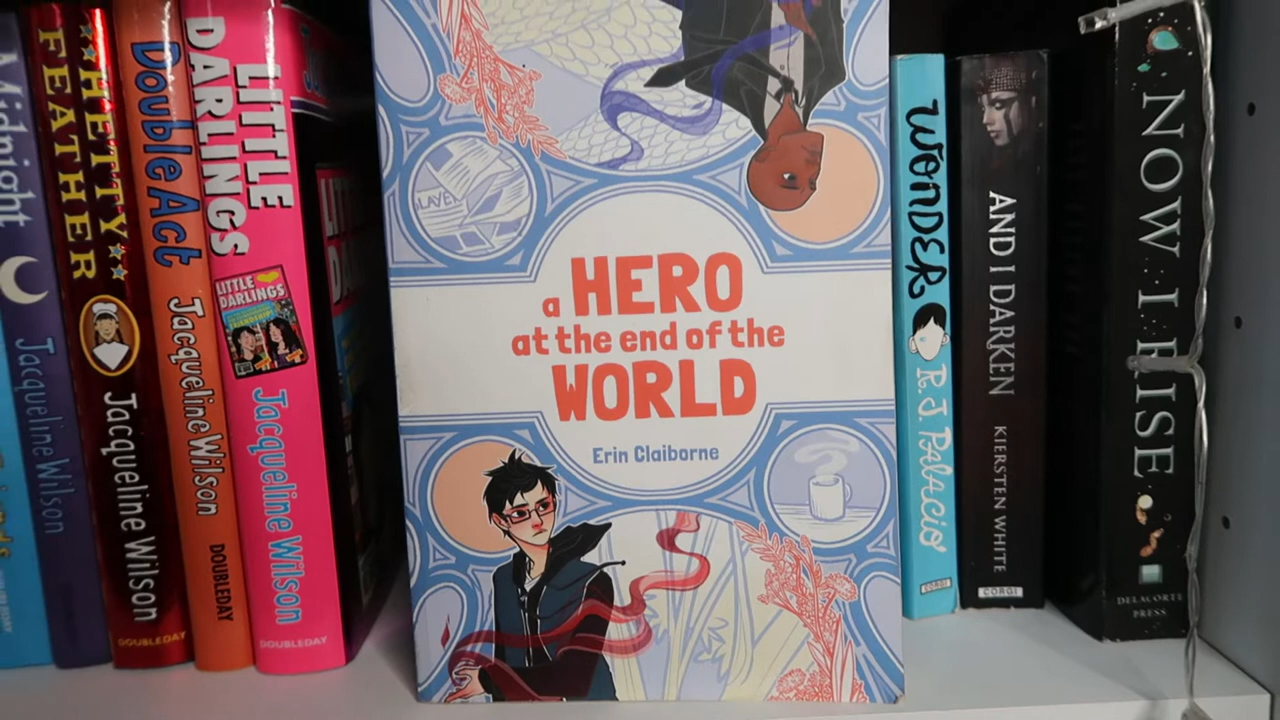 Midnight
Jacqueline Wilson
HETTY
FEATHER
Jacqueline Wilson
DOUBLEDAY
Double Act
Jacqueline Wilson
DOUBLEDAY
LITTLE
DARLINGS
LITTLE
DARLINGS
Jacqueline Wilson
DOUBLEDAY
LAYER
a HERO
at the end of the
WORLD
Erin Claiborne
WONDER
R.J. PALACIO
CORGI
AND I DARKEN
KIERSTEN WHITE
CORGI
NOW I RISE
DELACORTE
PRESS